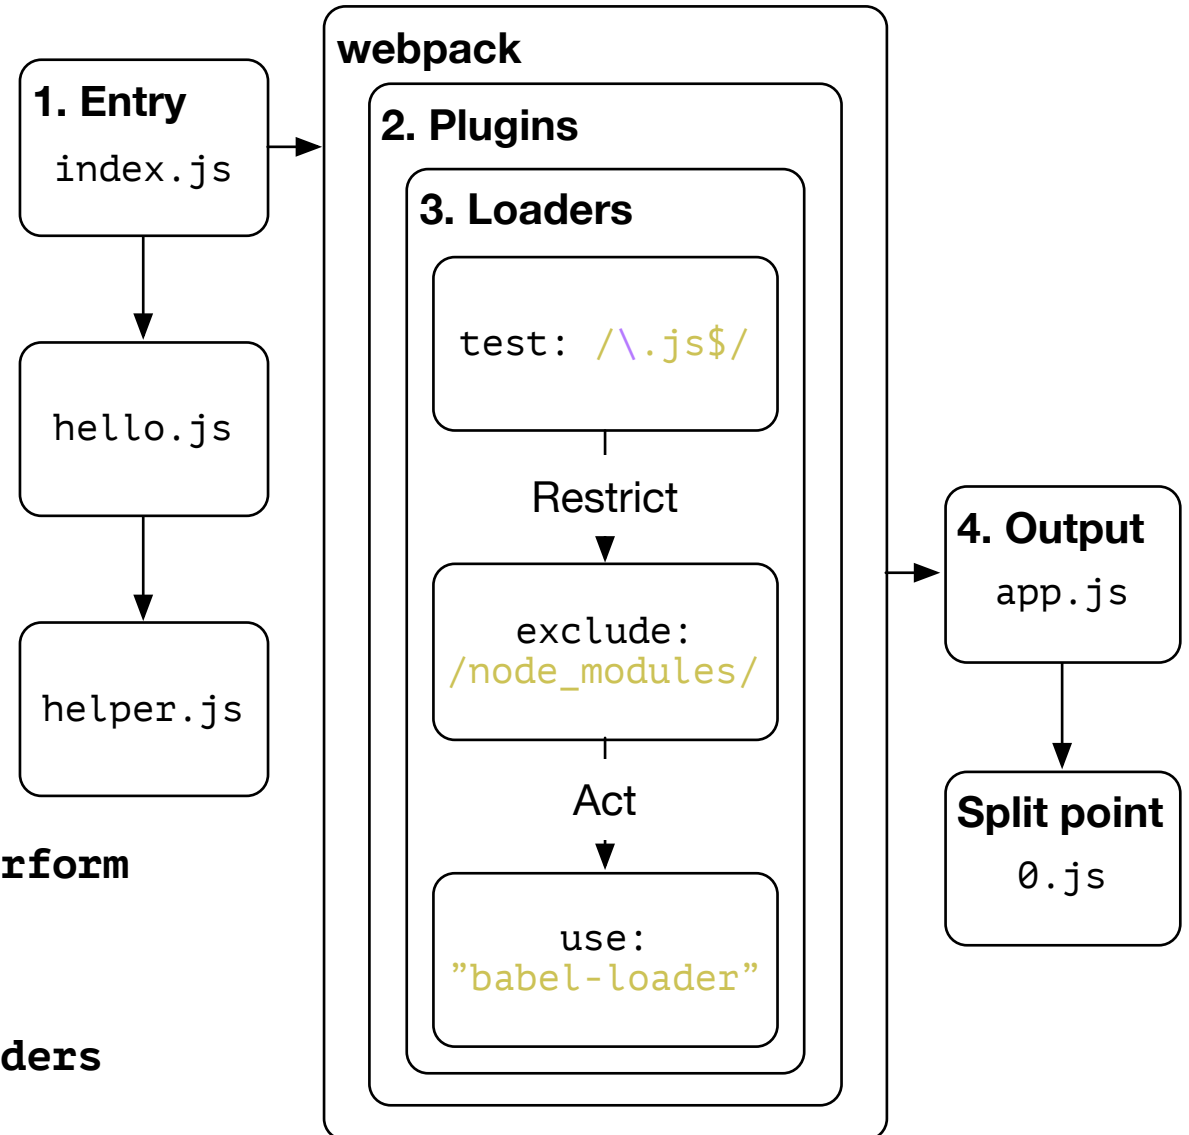 webpack
1. Entry
index.js
hello.js
helper.js
2. Plugins
3. Loaders
test: /\.js$/
Restrict
exclude:
/node_modules/
Act
use:
”babel-loader”
4. Output
app.js
Split point
0.js
rform
ders